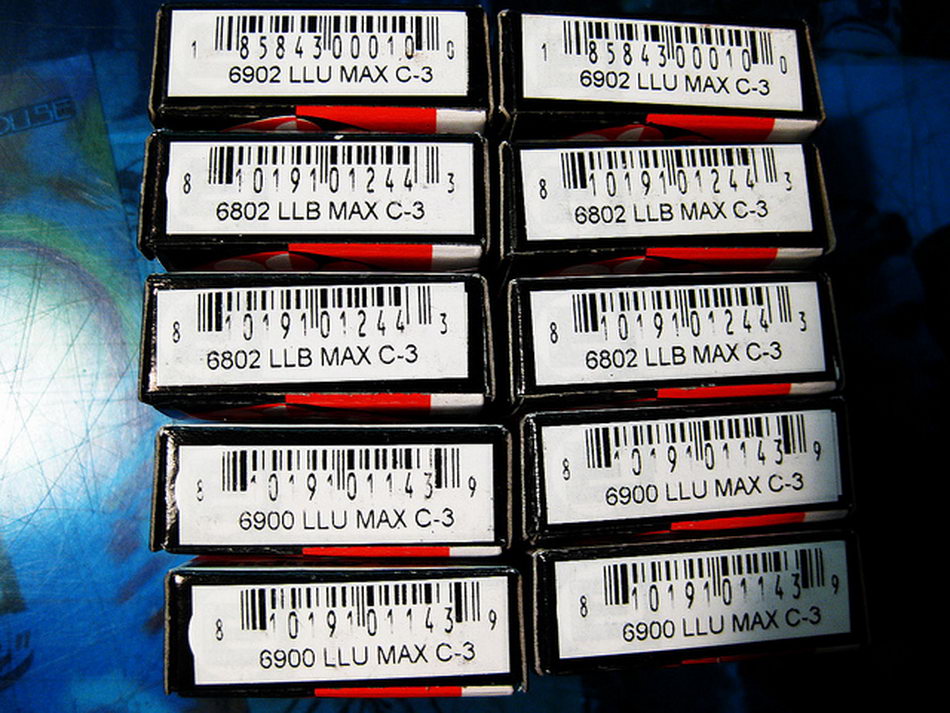 1 85843 00010 0
6902 LLU MAX C-3
1 85843 00010 0
6902 LLU MAX C-3
8 10191 01244 3
6802 LLB MAX C-3
8 10191 01244 3
6802 LLB MAX C-3
8 10191 01244 3
6802 LLB MAX C-3
8 10191 01244 3
6802 LLB MAX C-3
8 10191 01143 9
6900 LLU MAX C-3
8 10191 01143 9
6900 LLU MAX C-3
8 10191 01143 9
6900 LLU MAX C-3
8 10191 01143 9
6900 LLU MAX C-3